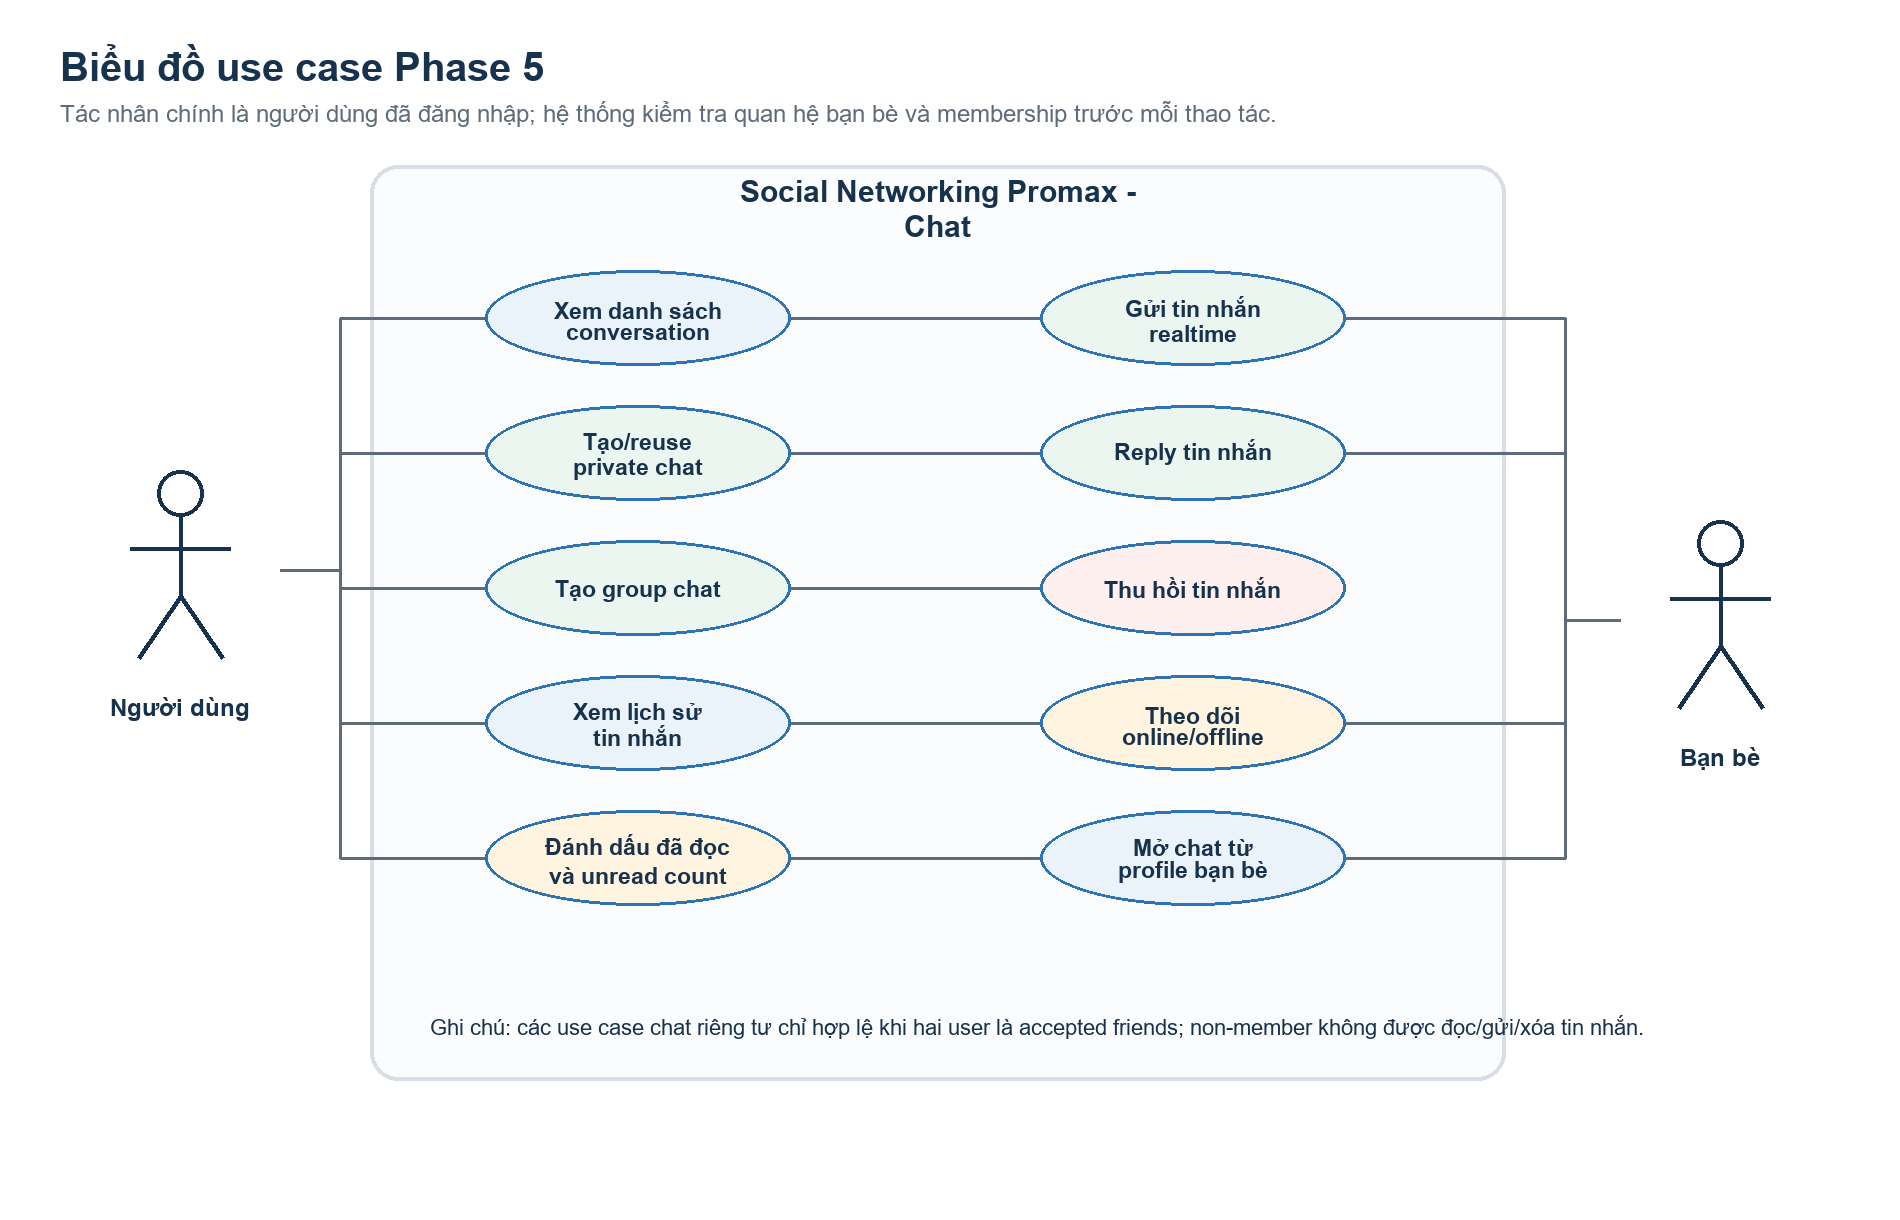 Biểu đồ use case Phase 5
Tác nhân chính là người dùng đã đăng nhập; hệ thống kiểm tra quan hệ bạn bè và membership trước mỗi thao tác.
Social Networking Promax -
Chat
Xem danh sách
conversation
Gửi tin nhắn
realtime
Tạo/reuse
private chat
Reply tin nhắn
Tạo group chat
Thu hồi tin nhắn
Xem lịch sử
tin nhắn
Theo dõi
online/offline
Đánh dấu đã đọc
và unread count
Mở chat từ
profile bạn bè
Người dùng
Bạn bè
Ghi chú: các use case chat riêng tư chỉ hợp lệ khi hai user là accepted friends; non-member không được đọc/gửi/xóa tin nhắn.